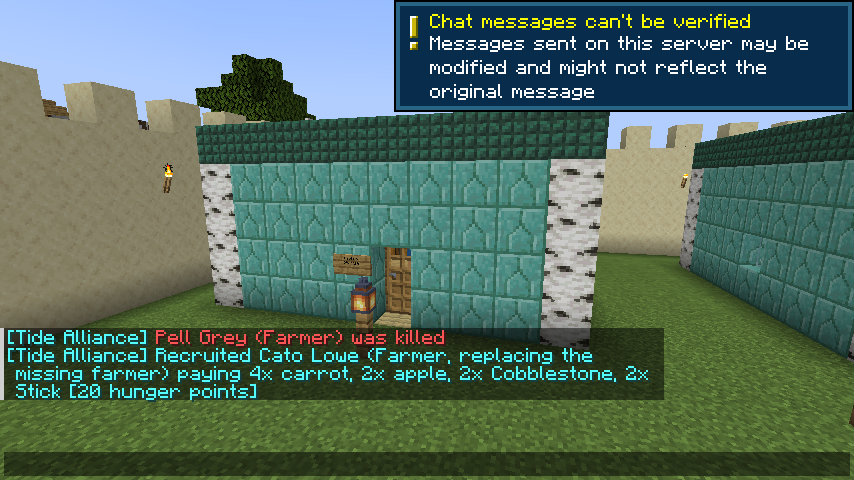 Chat messages can't be verified
Messages sent on this server may be
modified and might not reflect the
original message
[Tide Alliance] Pell Grey (Farmer) was killed
[Tide Alliance] Recruited Cato Lowe (Farmer, replacing the
missing farmer) paying 4x carrot, 2x apple, 2x Cobblestone, 2x
Stick [20 hunger points]